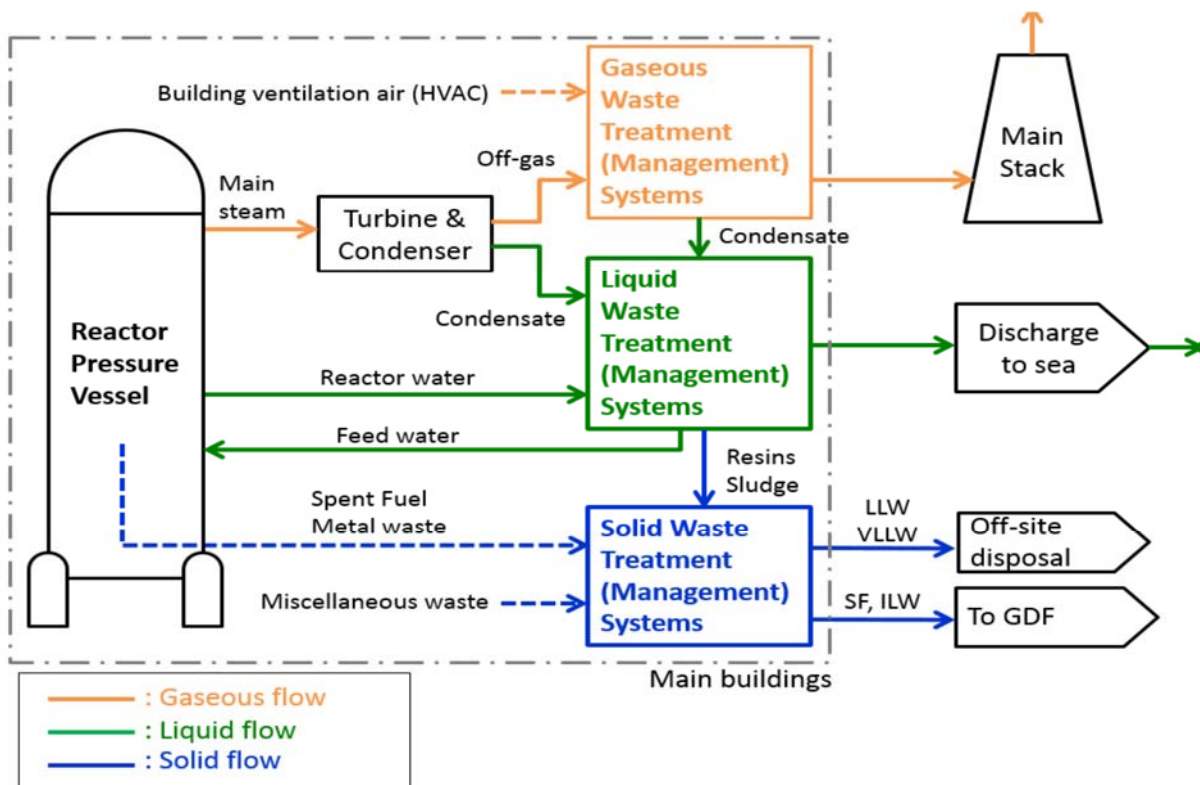 Building ventilation air (HVAC)
Gaseous
Waste
Treatment
(Management)
Systems
Main
Stack
Off-gas
Main
steam
Turbine &
Condenser
Condensate
Condensate
Liquid
Waste
Treatment
(Management)
Systems
Discharge
to sea
Reactor
Pressure
Vessel
Reactor water
Feed water
Resins
Sludge
Spent Fuel
Metal waste
Solid Waste
Treatment
(Management)
Systems
LLW
VLLW
Off-site
disposal
Miscellaneous waste
SF, ILW
To GDF
Main buildings
: Gaseous flow
: Liquid flow
: Solid flow